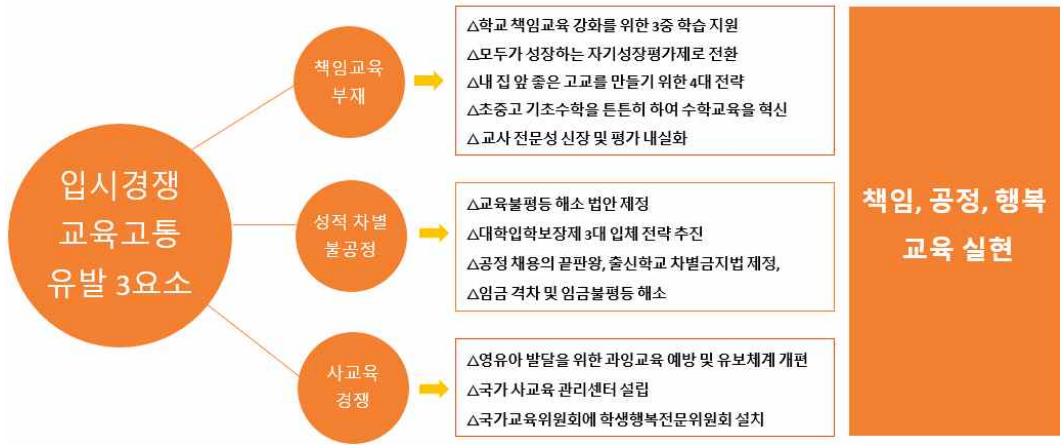 입시경쟁
교육고통
유발 3요소
책임교육
부재
△학교 책임교육 강화를 위한 3중 학습 지원
△모두가 성장하는 자기성장평가제로 전환
△내 집 앞 좋은 고교를 만들기 위한 4대 전략
△초중고 기초수학을 튼튼히 하여 수학교육을 혁신
△ 교사 전문성 신장 및 평가 내실화
성적 차별
불공정
△교육불평등 해소 법안 제정
△대학입학보장제 3대 입체 전략 추진
△공정 채용의 끝판왕, 출신학교 차별금지법 제정,
△임금 격차 및 임금불평등 해소
사교육
경쟁
△영유아 발달을 위한 과잉교육 예방 및 유보체계 개편
△국가 사교육 관리센터 설립
△국가교육위원회에 학생행복전문위원회 설치
책임, 공정, 행복
교육 실현